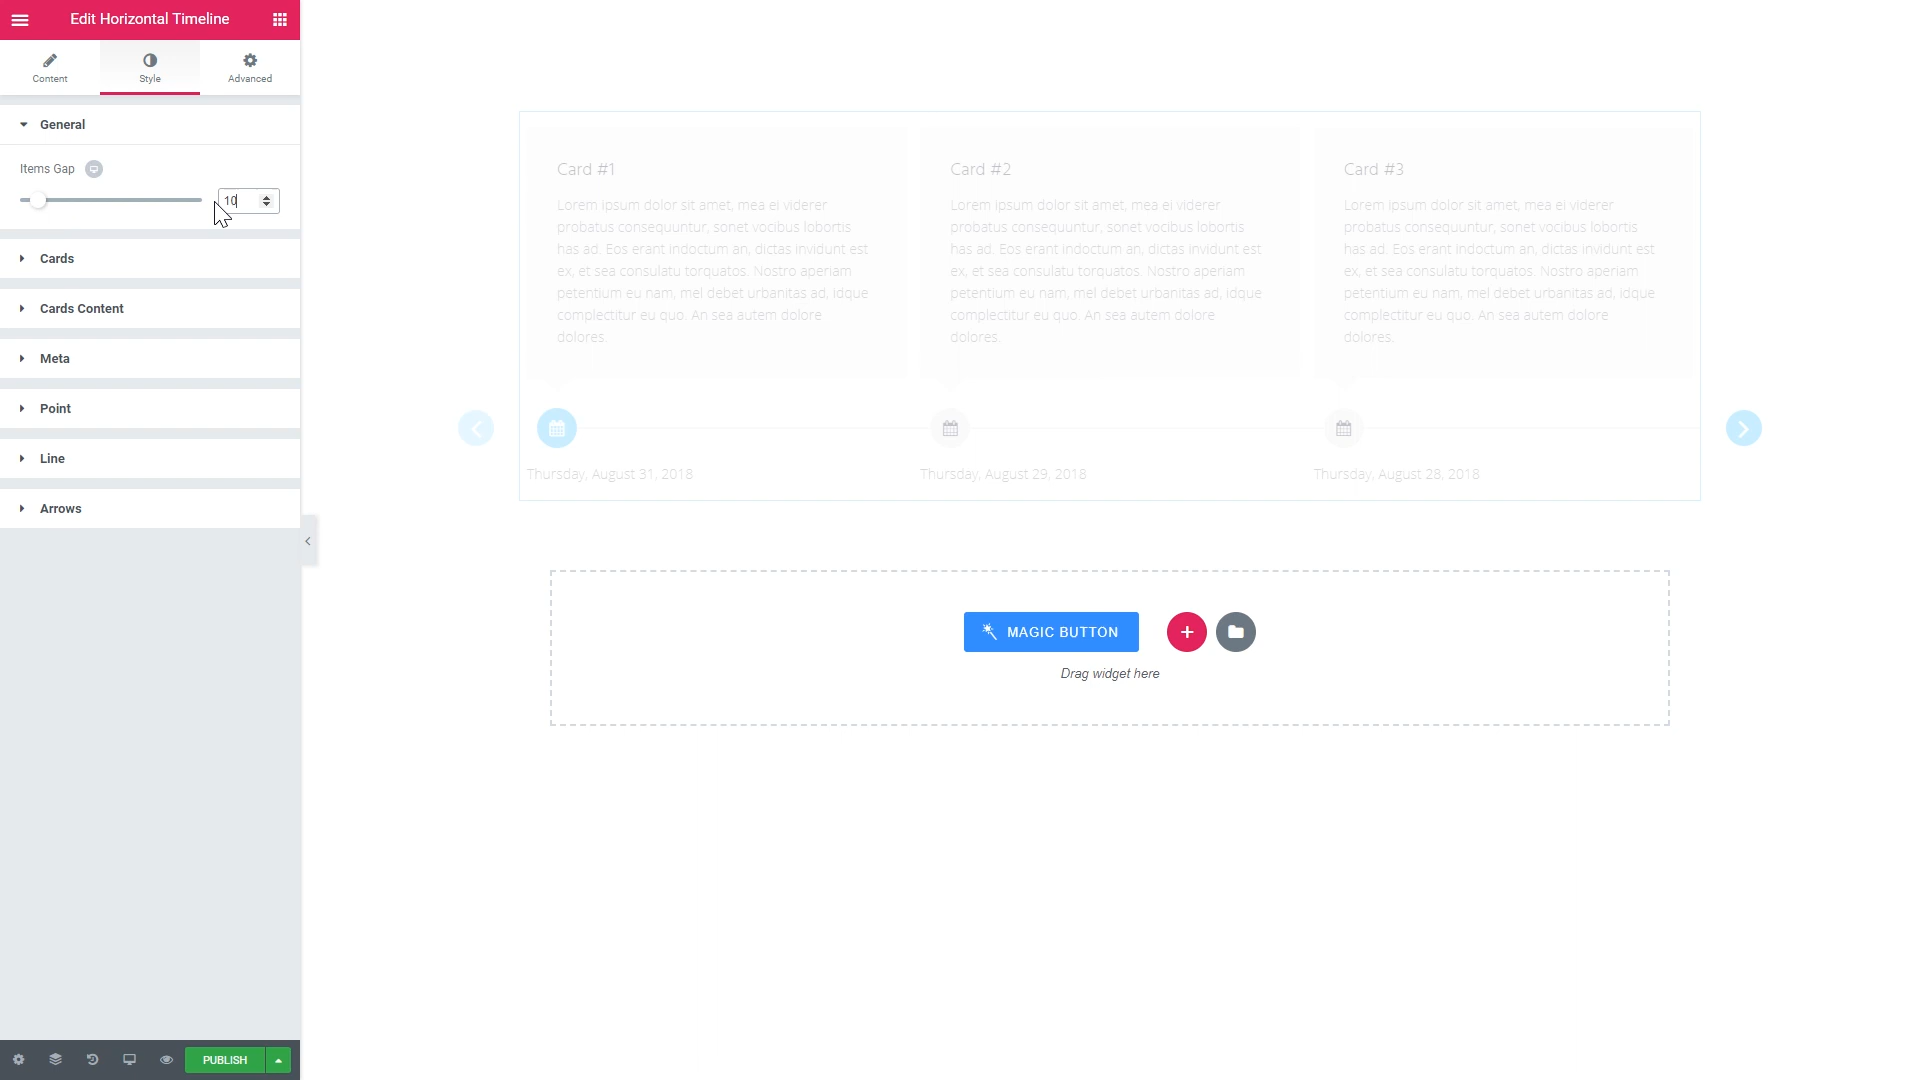 Edit Horizontal Timeline
Content
Style
Advanced
General
Items Gap
10
Cards
Cards Content
Meta
Point
Line
Arrows
PUBLISH
Card #1
Lorem ipsum dolor sit amet, mea ei viderer
probatus consequuntur, sonet vocibus lobortis
has ad. Eos erant indoctum an, dictas invidunt est
ex, et sea consulatu torquatos. Nostro aperiam
petentium eu nam, mel debet urbanitas ad, idque
complectitur eu quo. An sea autem dolore
dolores.
Thursday, August 31, 2018
Card #2
Lorem ipsum dolor sit amet, mea ei viderer
probatus consequuntur, sonet vocibus lobortis
has ad. Eos erant indoctum an, dictas invidunt est
ex, et sea consulatu torquatos. Nostro aperiam
petentium eu nam, mel debet urbanitas ad, idque
complectitur eu quo. An sea autem dolore
dolores.
Thursday, August 29, 2018
Card #3
Lorem ipsum dolor sit amet, mea ei viderer
probatus consequuntur, sonet vocibus lobortis
has ad. Eos erant indoctum an, dictas invidunt est
ex, et sea consulatu torquatos. Nostro aperiam
petentium eu nam, mel debet urbanitas ad, idque
complectitur eu quo. An sea autem dolore
dolores.
Thursday, August 28, 2018
MAGIC BUTTON
Drag widget here